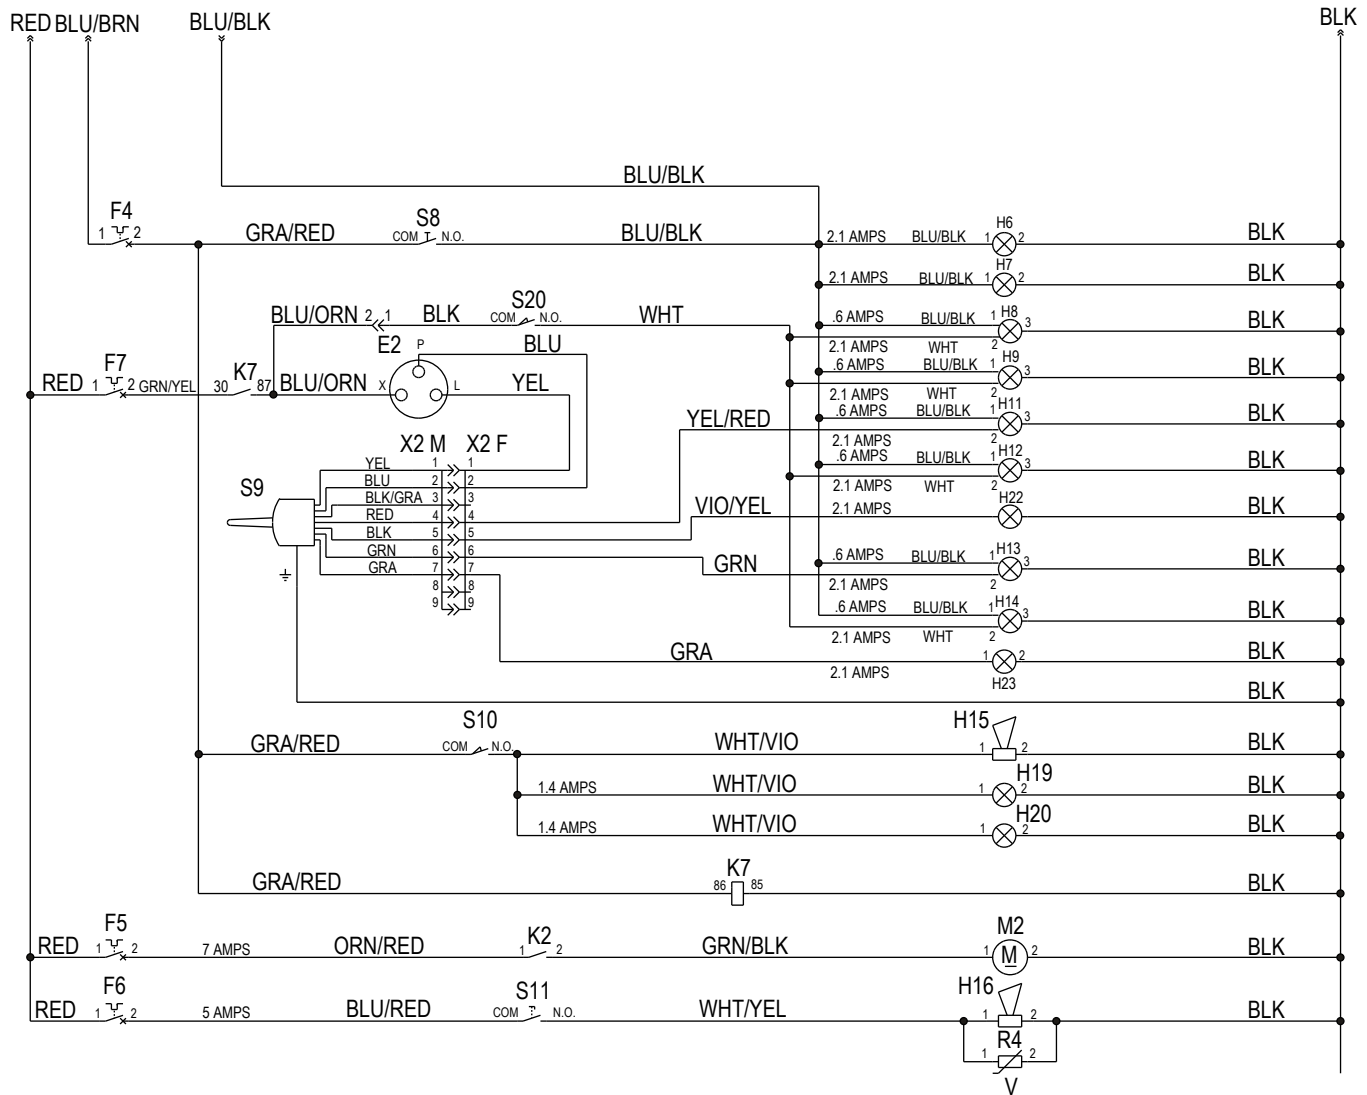 RED BLU/BRN BLU/BLK BLK
BLU/BLK
F4
1 2 GRA/RED
S8
COM N.O. BLU/BLK
2.1 AMPS BLU/BLK 1 H6 2 BLK
2.1 AMPS BLU/BLK 1 H7 2 BLK
BLU/ORN 2 1 BLK
S20
COM N.O. WHT
.6 AMPS BLU/BLK 1 H8 3 BLK
2.1 AMPS WHT 2
E2 P BLU
F7
RED 1 2 GRN/YEL 30 K7 87 BLU/ORN X L YEL
.6 AMPS BLU/BLK 1 H9 3 BLK
2.1 AMPS WHT 2
YEL/RED
.6 AMPS BLU/BLK 1 H11 3 BLK
2.1 AMPS 2
X2 M X2 F
S9
YEL 1 1
BLU 2 2
BLK/GRA 3 3
RED 4 4
BLK 5 5
GRN 6 6
GRA 7 7
8 8
9 9
.6 AMPS BLU/BLK 1 H12 3 BLK
2.1 AMPS WHT 2
VIO/YEL 2.1 AMPS H22 BLK
GRN
.6 AMPS BLU/BLK 1 H13 3 BLK
2.1 AMPS 2
.6 AMPS BLU/BLK 1 H14 3 BLK
2.1 AMPS WHT 2
GRA 2.1 AMPS 1 2 BLK
H23
BLK
S10
GRA/RED COM N.O. WHT/VIO H15 1 2 BLK
1.4 AMPS WHT/VIO 1 H19 2 BLK
1.4 AMPS WHT/VIO 1 H20 2 BLK
GRA/RED 86 K7 85 BLK
F5
RED 1 2 7 AMPS ORN/RED 1 K2 2 GRN/BLK M2 1 M 2 BLK
F6
RED 1 2 5 AMPS BLU/RED S11 COM N.O. WHT/YEL H16 1 2 BLK
R4
1 2
V